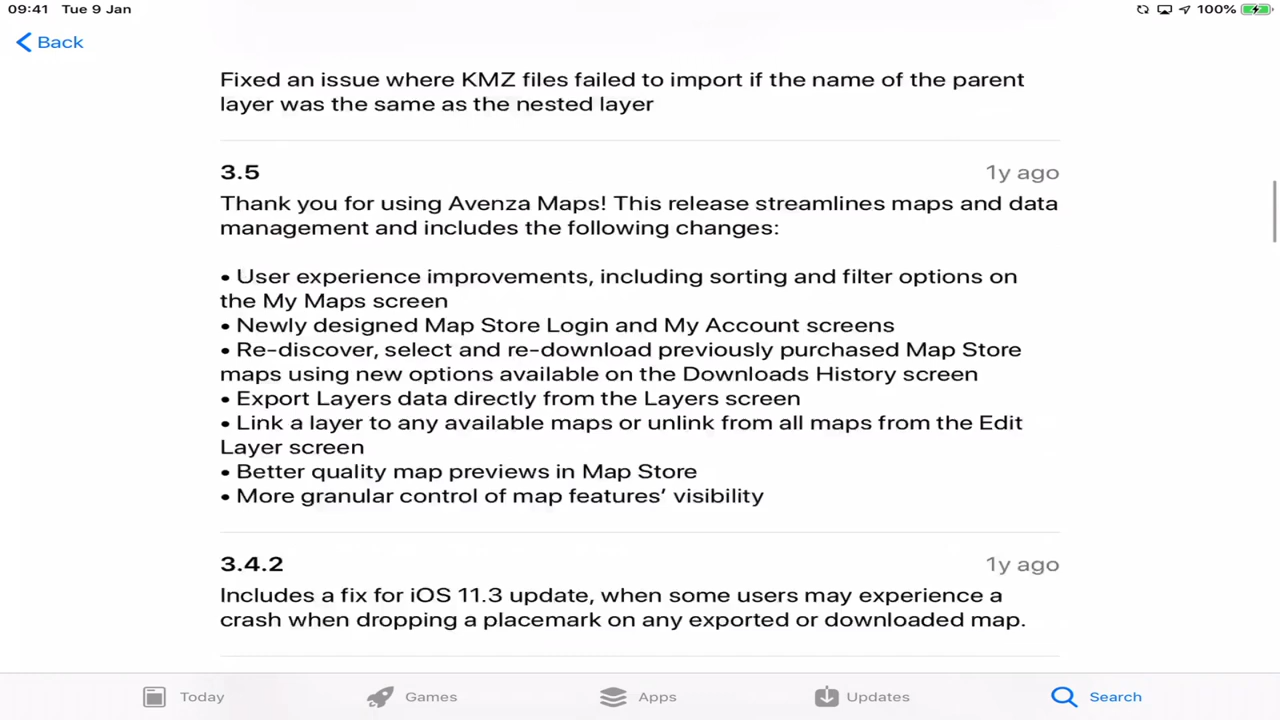 09:41 Tue 9 Jan 100%
Back
Fixed an issue where KMZ files failed to import if the name of the parent
layer was the same as the nested layer
3.5 1y ago
Thank you for using Avenza Maps! This release streamlines maps and data
management and includes the following changes:
• User experience improvements, including sorting and filter options on
the My Maps screen
• Newly designed Map Store Login and My Account screens
• Re-discover, select and re-download previously purchased Map Store
maps using new options available on the Downloads History screen
• Export Layers data directly from the Layers screen
• Link a layer to any available maps or unlink from all maps from the Edit
Layer screen
• Better quality map previews in Map Store
• More granular control of map features’ visibility
3.4.2 1y ago
Includes a fix for iOS 11.3 update, when some users may experience a
crash when dropping a placemark on any exported or downloaded map.
Today Games Apps Updates Search